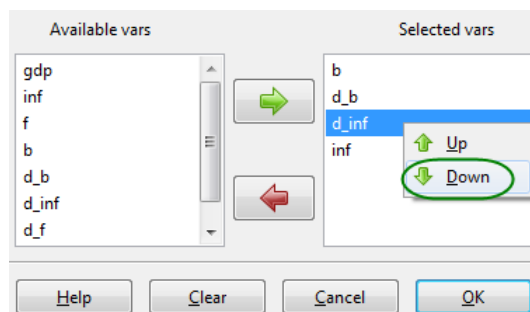 Available vars
Selected vars
gdp
inf
f
b
d_b
d_inf
d_f
b
d_b
d_inf
inf
Up
Down
Help
Clear
Cancel
OK